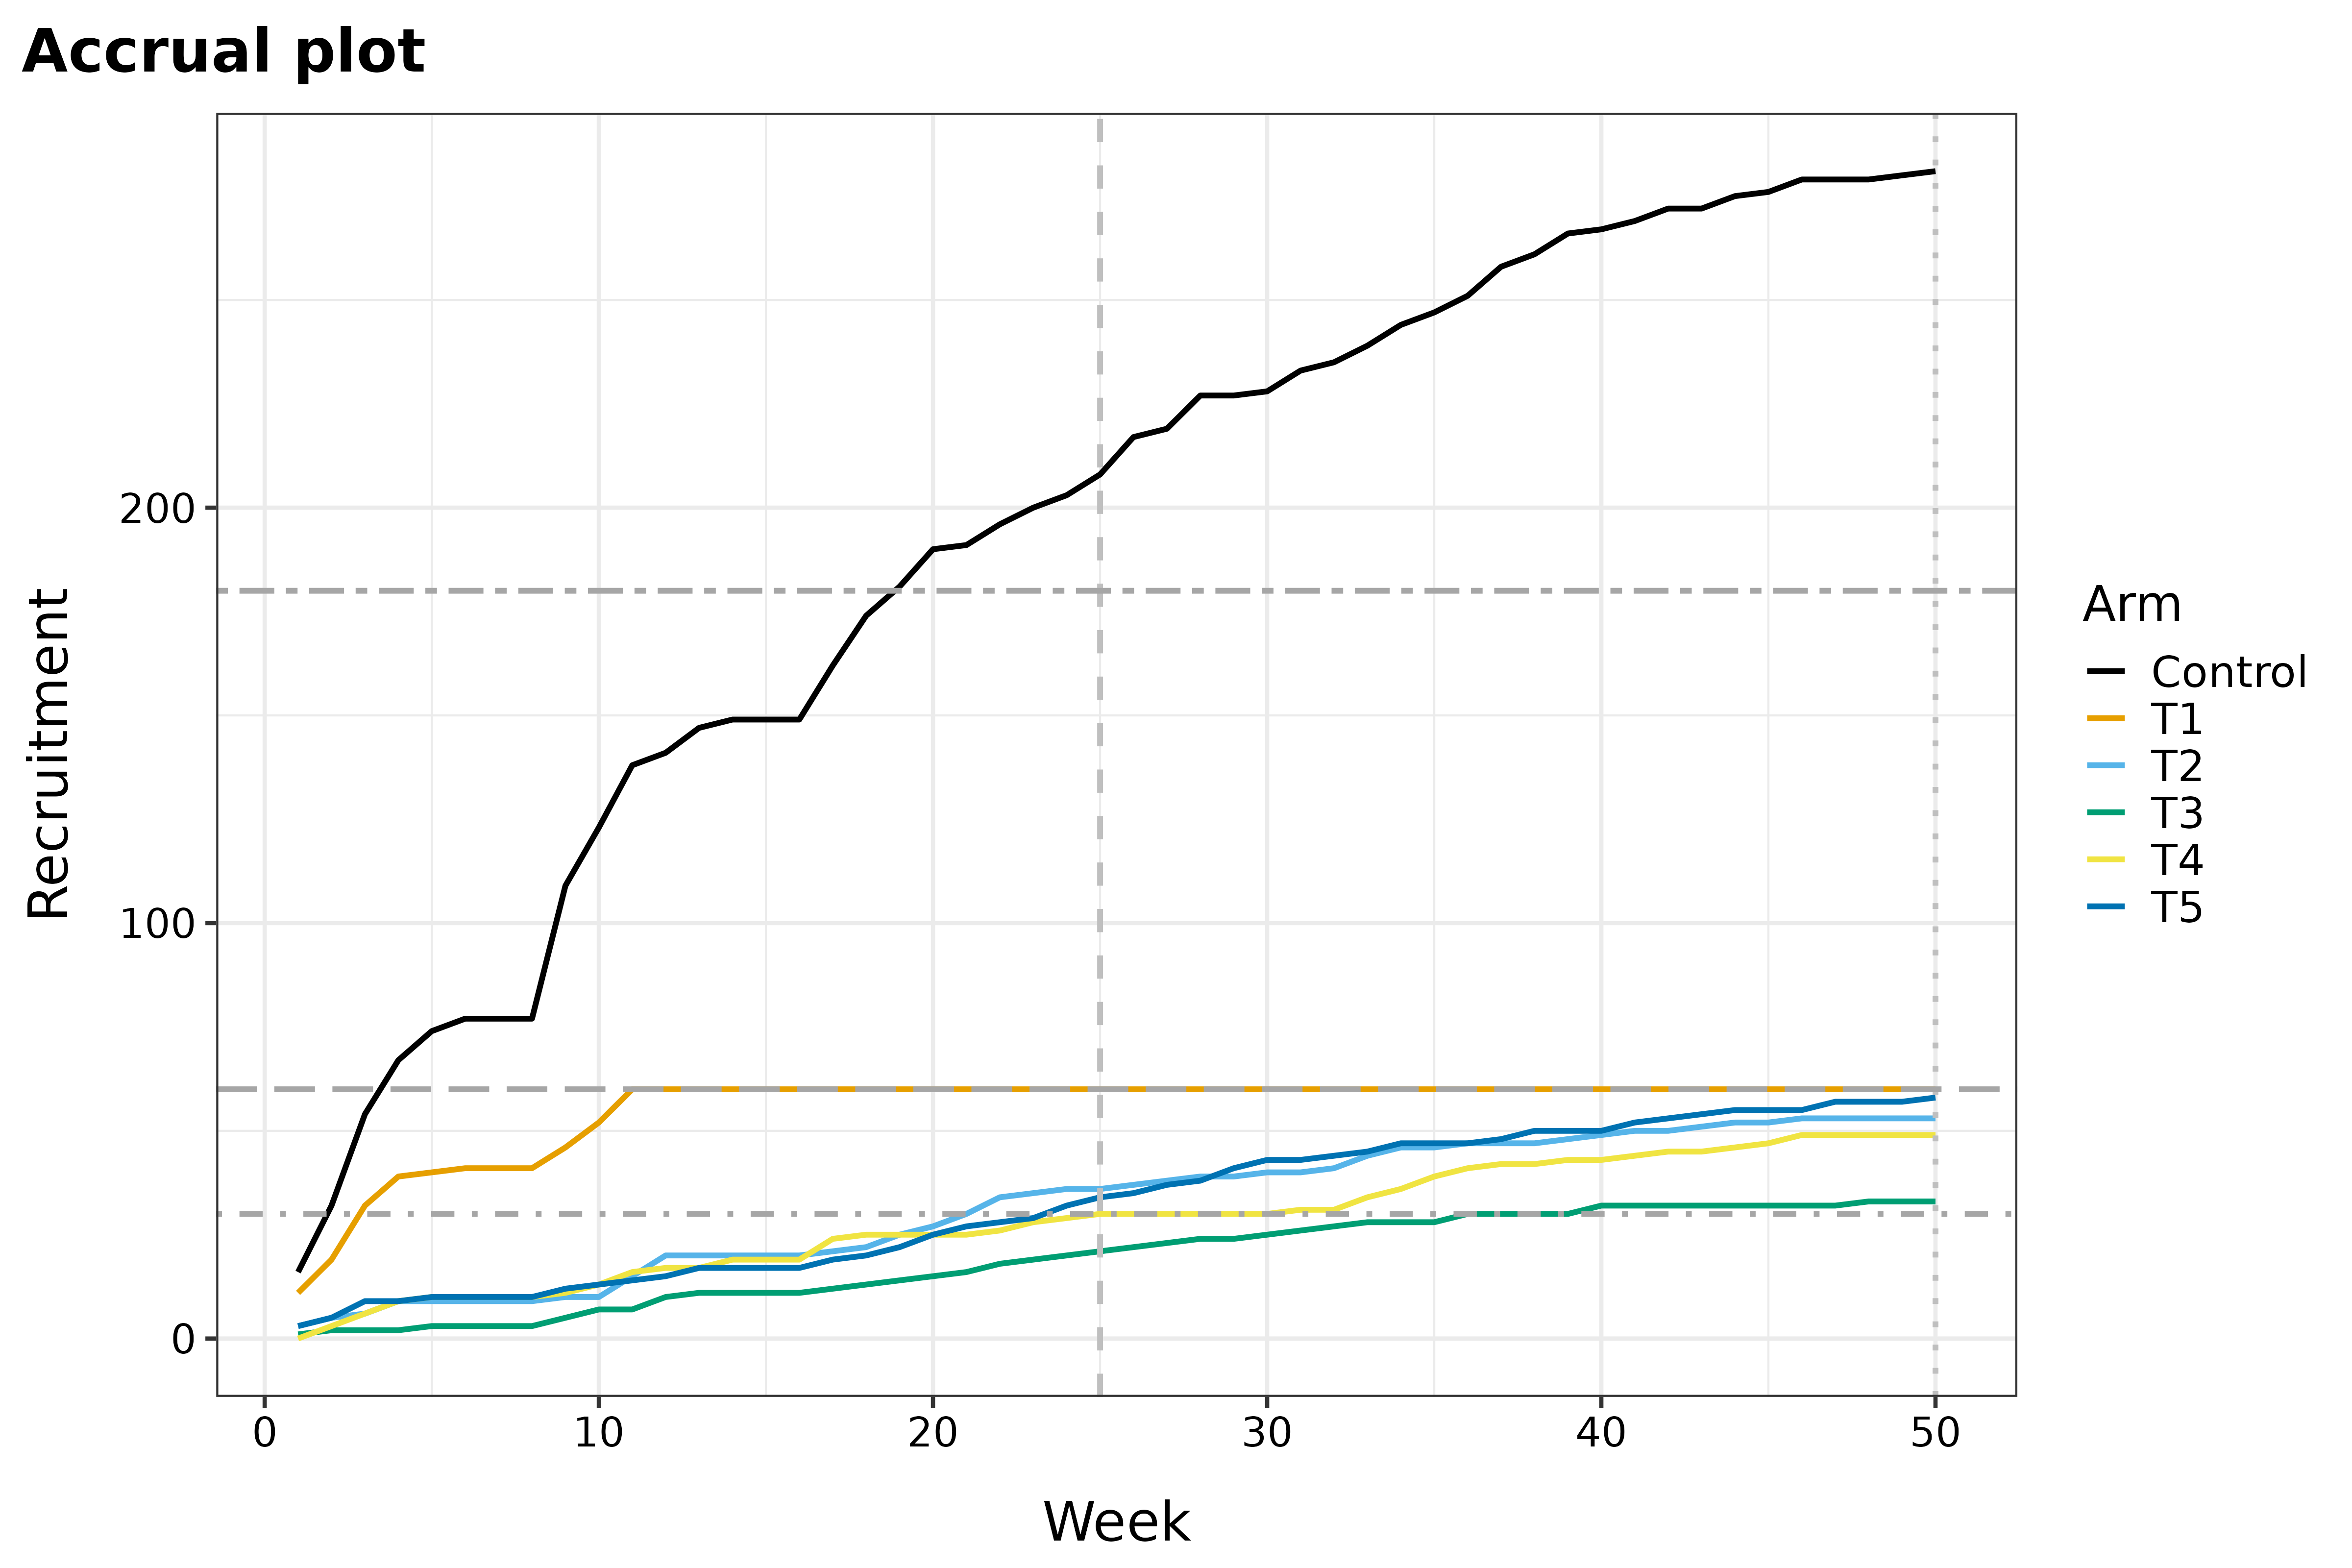 Accrual plot
Recruitment
200
100
0
0 10 20 30 40 50
Week
Arm
Control
T1
T2
T3
T4
T5